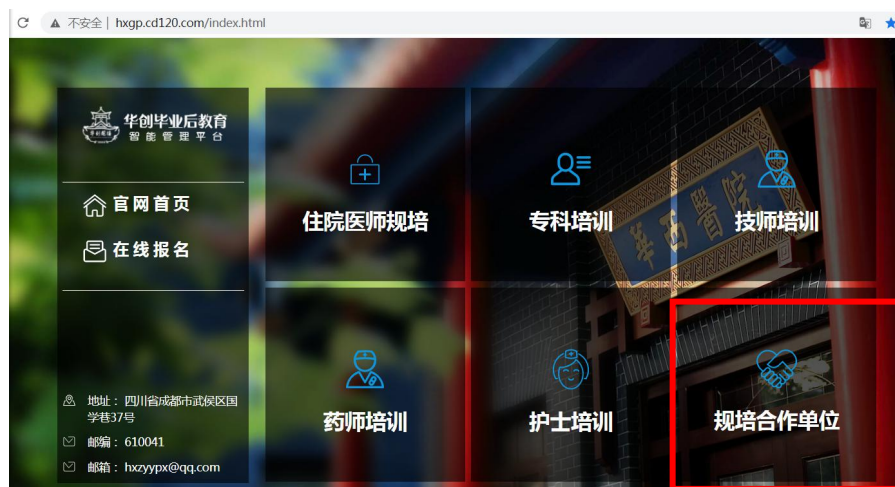 不安全 | hxgp.cd120.com/index.html
华创毕业后教育
智能管理平台
官网首页
在线报名
地址：四川省成都市武侯区国
学巷37号
邮编：610041
邮箱：hxzyypx@qq.com
住院医师规培
专科培训
技师培训
药师培训
护士培训
规培合作单位
華西醫院